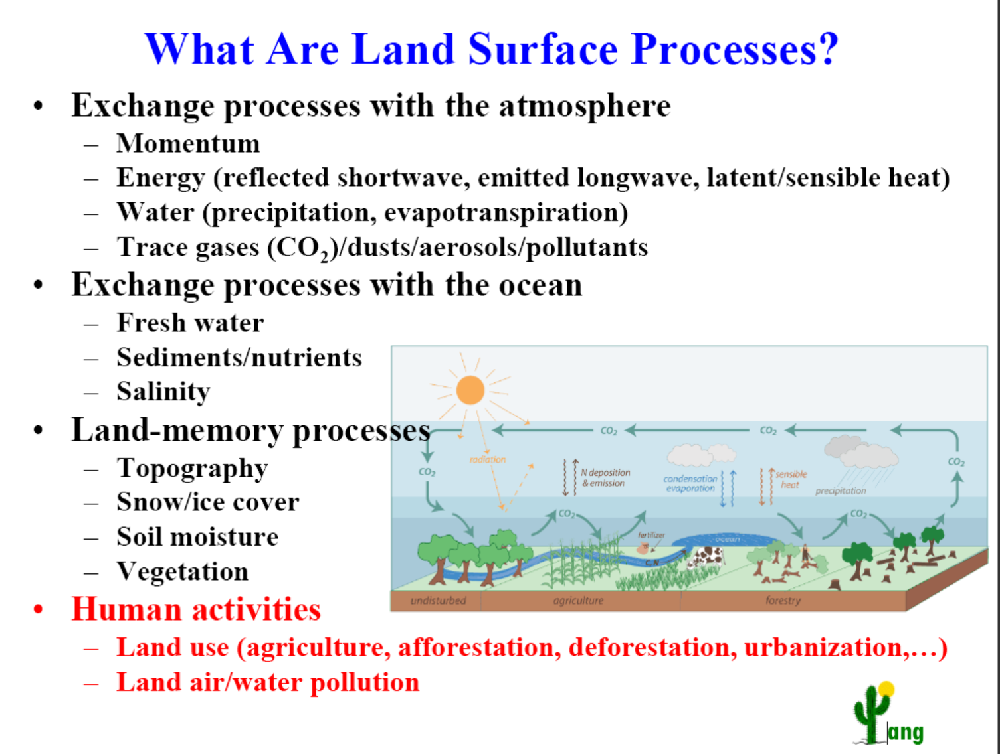 What Are Land Surface Processes?
• Exchange processes with the atmosphere
– Momentum
– Energy (reflected shortwave, emitted longwave, latent/sensible heat)
– Water (precipitation, evapotranspiration)
– Trace gases (CO₂)/dusts/aerosols/pollutants
• Exchange processes with the ocean
– Fresh water
– Sediments/nutrients
– Salinity
• Land-memory processes
– Topography
– Snow/ice cover
– Soil moisture
– Vegetation
• Human activities
– Land use (agriculture, afforestation, deforestation, urbanization,…)
– Land air/water pollution
CO₂
CO₂
CO₂
CO₂
radiation
N deposition
& emission
condensation
evaporation
sensible
heat
precipitation
CO₂
CO₂
fertilizer
ocean
C,N
undisturbed
agriculture
forestry
ang